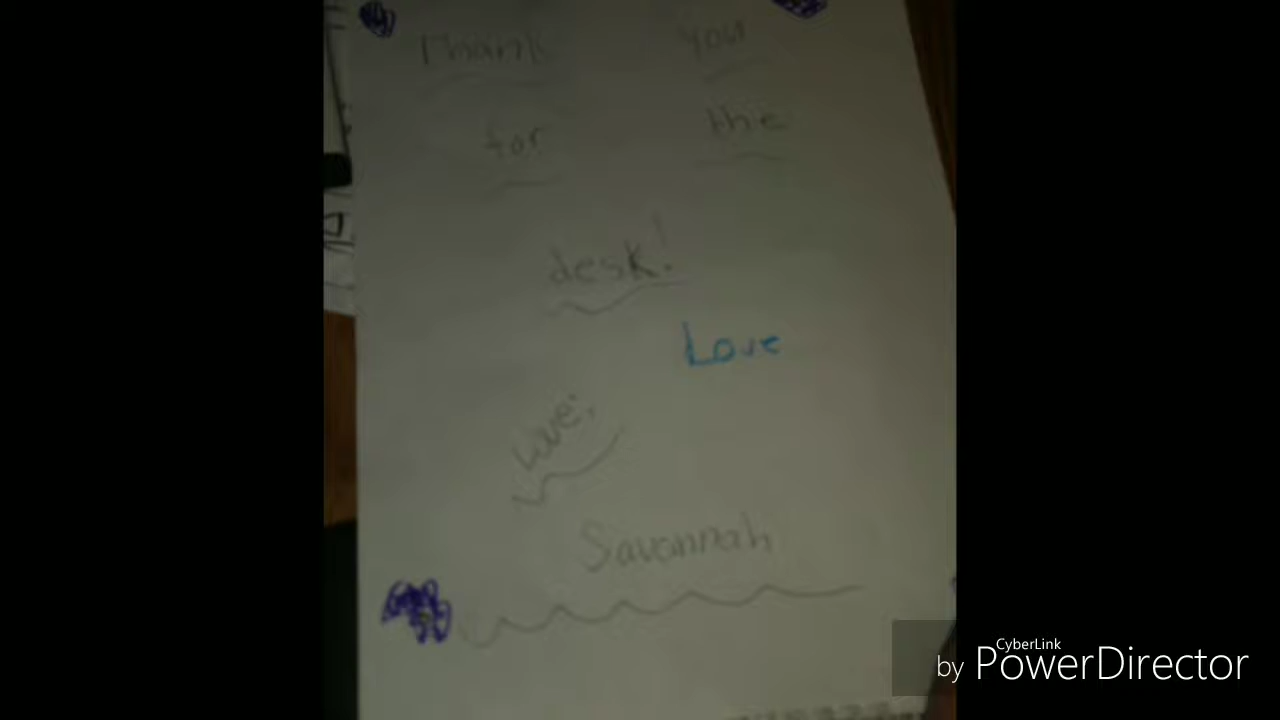 Thank you
for the
desk!
Love
Love,
Savannah
CyberLink
by PowerDirector